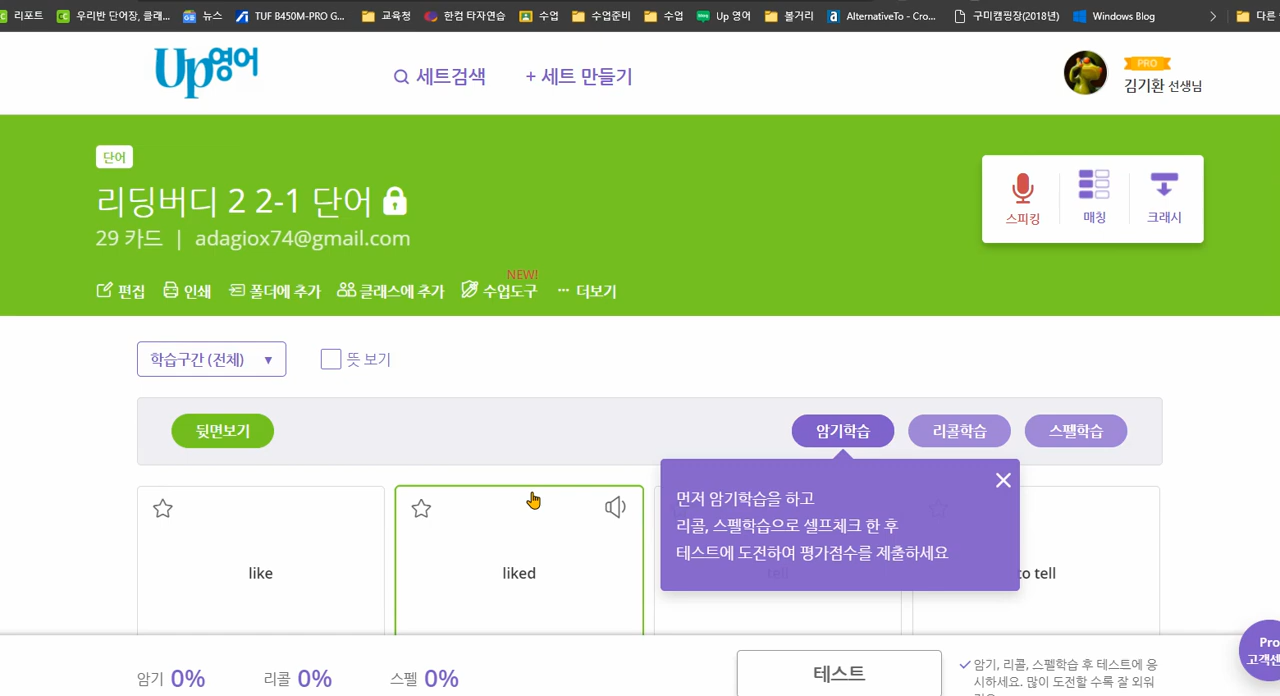 리포트
우리반 단어장, 클래...
뉴스
TUF B450M-PRO G...
교육청
한컴 타자연습
수업
수업준비
수업
Up 영어
볼거리
AlternativeTo - Cro...
구미캠핑장(2018년)
Windows Blog
다른
Up영어
세트검색
+ 세트 만들기
PRO
김기환 선생님
단어
리딩버디 2 2-1 단어
29 카드 | adagiox74@gmail.com
스피킹
매칭
크래시
NEW!
편집
인쇄
폴더에 추가
클래스에 추가
수업도구
··· 더보기
학습구간 (전체) ▼
뜻 보기
뒷면보기
암기학습
리콜학습
스펠학습
먼저 암기학습을 하고
리콜, 스펠학습으로 셀프체크 한 후
테스트에 도전하여 평가점수를 제출하세요
like
liked
tell
to tell
Pro
고객센
암기 0%
리콜 0%
스펠 0%
테스트
암기, 리콜, 스펠학습 후 테스트에 응
시하세요. 많이 도전할 수록 잘 외워